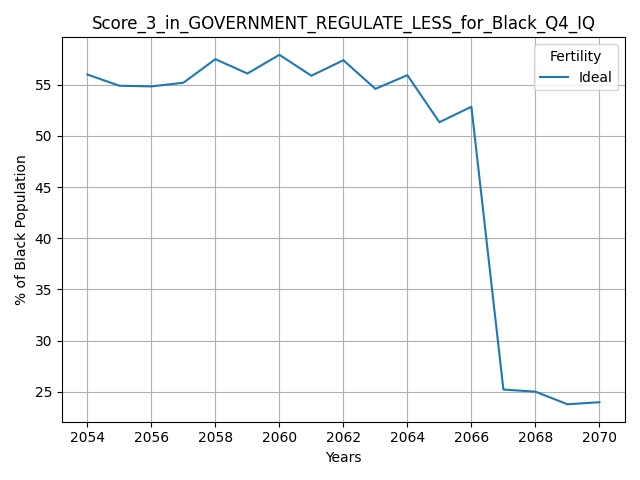 Score_3_in_GOVERNMENT_REGULATE_LESS_for_Black_Q4_IQ
Fertility
Ideal
% of Black Population
55
50
45
40
35
30
25
2054 2056 2058 2060 2062 2064 2066 2068 2070
Years